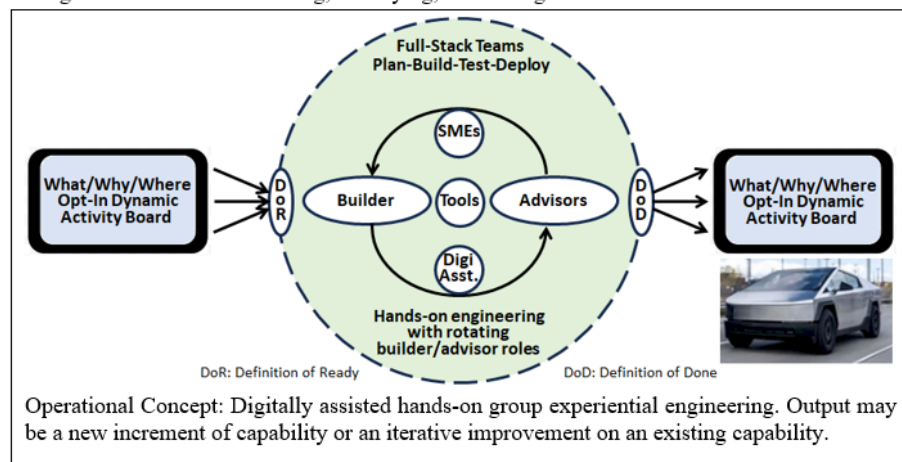 Full-Stack Teams
Plan-Build-Test-Deploy
SMEs
What/Why/Where
Opt-In Dynamic
Activity Board
DoR
Builder
Tools
Advisors
DoD
What/Why/Where
Opt-In Dynamic
Activity Board
Digi
Asst.
Hands-on engineering
with rotating
builder/advisor roles
DoR: Definition of Ready
DoD: Definition of Done
Operational Concept: Digitally assisted hands-on group experiential engineering. Output may
be a new increment of capability or an iterative improvement on an existing capability.